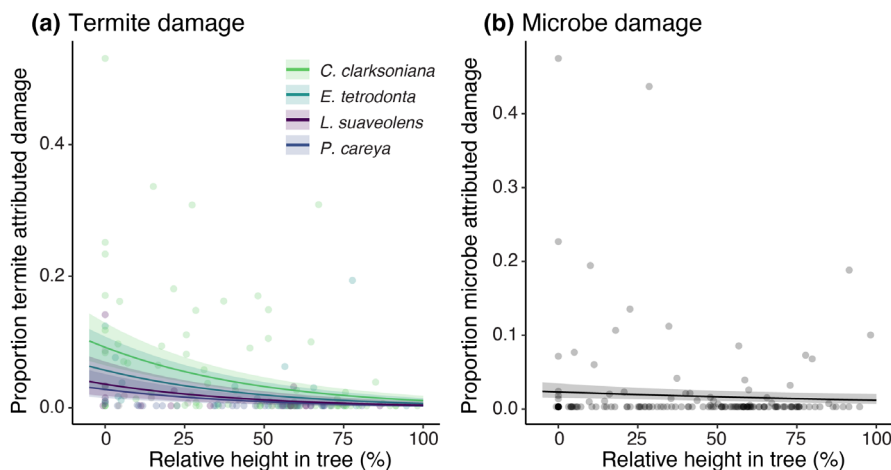 (a) Termite damage
Proportion termite attributed damage
0.4
0.2
0.0
C. clarksoniana
E. tetrodonta
L. suaveolens
P. careya
0 25 50 75 100
Relative height in tree (%)
(b) Microbe damage
Proportion microbe attributed damage
0.4
0.3
0.2
0.1
0.0
0 25 50 75 100
Relative height in tree (%)